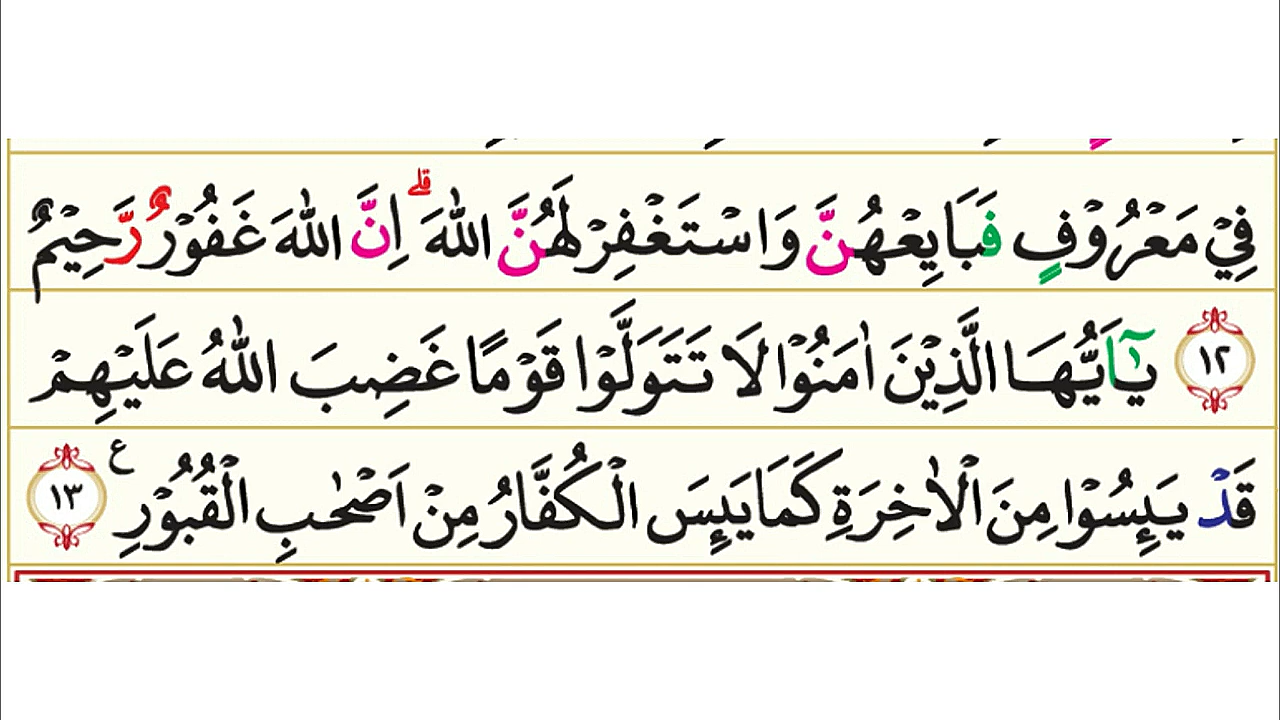 فِيْ مَعْرُوْفٍ فَبَايِعْهُنَّ وَاسْتَغْفِرْ لَهُنَّ اللّٰهَ ۗ اِنَّ اللّٰهَ غَفُوْرٌ رَّحِيْمٌ
١٢ يٰٓاَيُّهَا الَّذِيْنَ اٰمَنُوْا لَا تَتَوَلَّوْا قَوْمًا غَضِبَ اللّٰهُ عَلَيْهِمْ
قَدْ يَىِٕسُوْا مِنَ الْاٰخِرَةِ كَمَا يَىِٕسَ الْكُفَّارُ مِنْ اَصْحٰبِ الْقُبُوْرِ ع ١٣